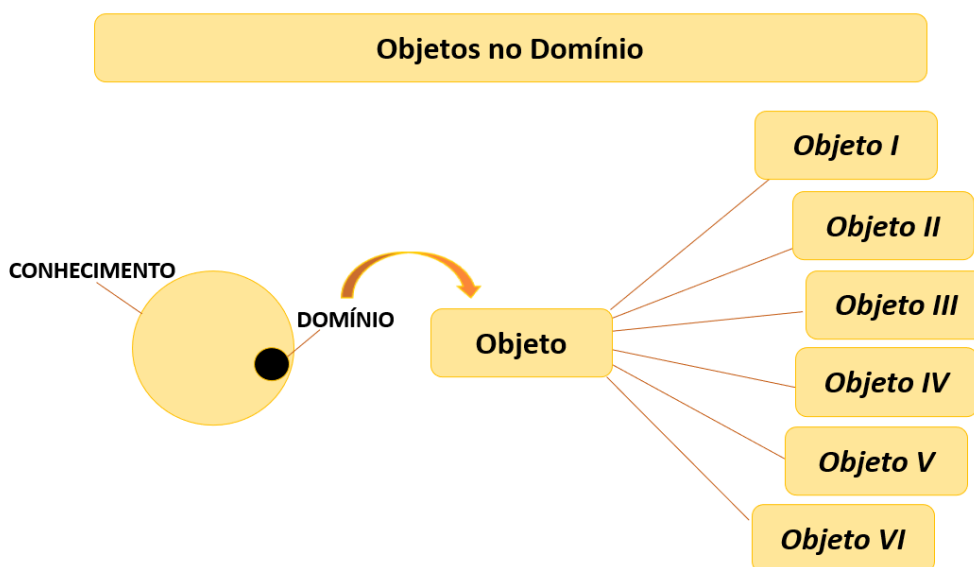 Objetos no Domínio
CONHECIMENTO
DOMÍNIO
Objeto
Objeto I
Objeto II
Objeto III
Objeto IV
Objeto V
Objeto VI